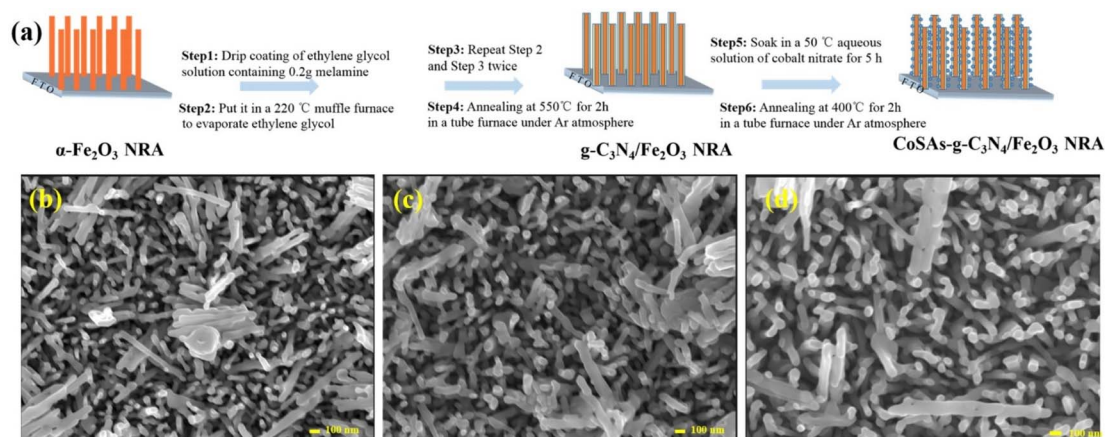 (a)
FTO
α-Fe₂O₃ NRA
Step1: Drip coating of ethylene glycol
solution containing 0.2g melamine
Step2: Put it in a 220 ℃ muffle furnace
to evaporate ethylene glycol
Step3: Repeat Step 2
and Step 3 twice
Step4: Annealing at 550℃ for 2h
in a tube furnace under Ar atmosphere
FTO
g-C₃N₄/Fe₂O₃ NRA
Step5: Soak in a 50 ℃ aqueous
solution of cobalt nitrate for 5 h
Step6: Annealing at 400℃ for 2h
in a tube furnace under Ar atmosphere
FTO
CoSAs-g-C₃N₄/Fe₂O₃ NRA
(b)
100 nm
(c)
100 nm
(d)
100 nm